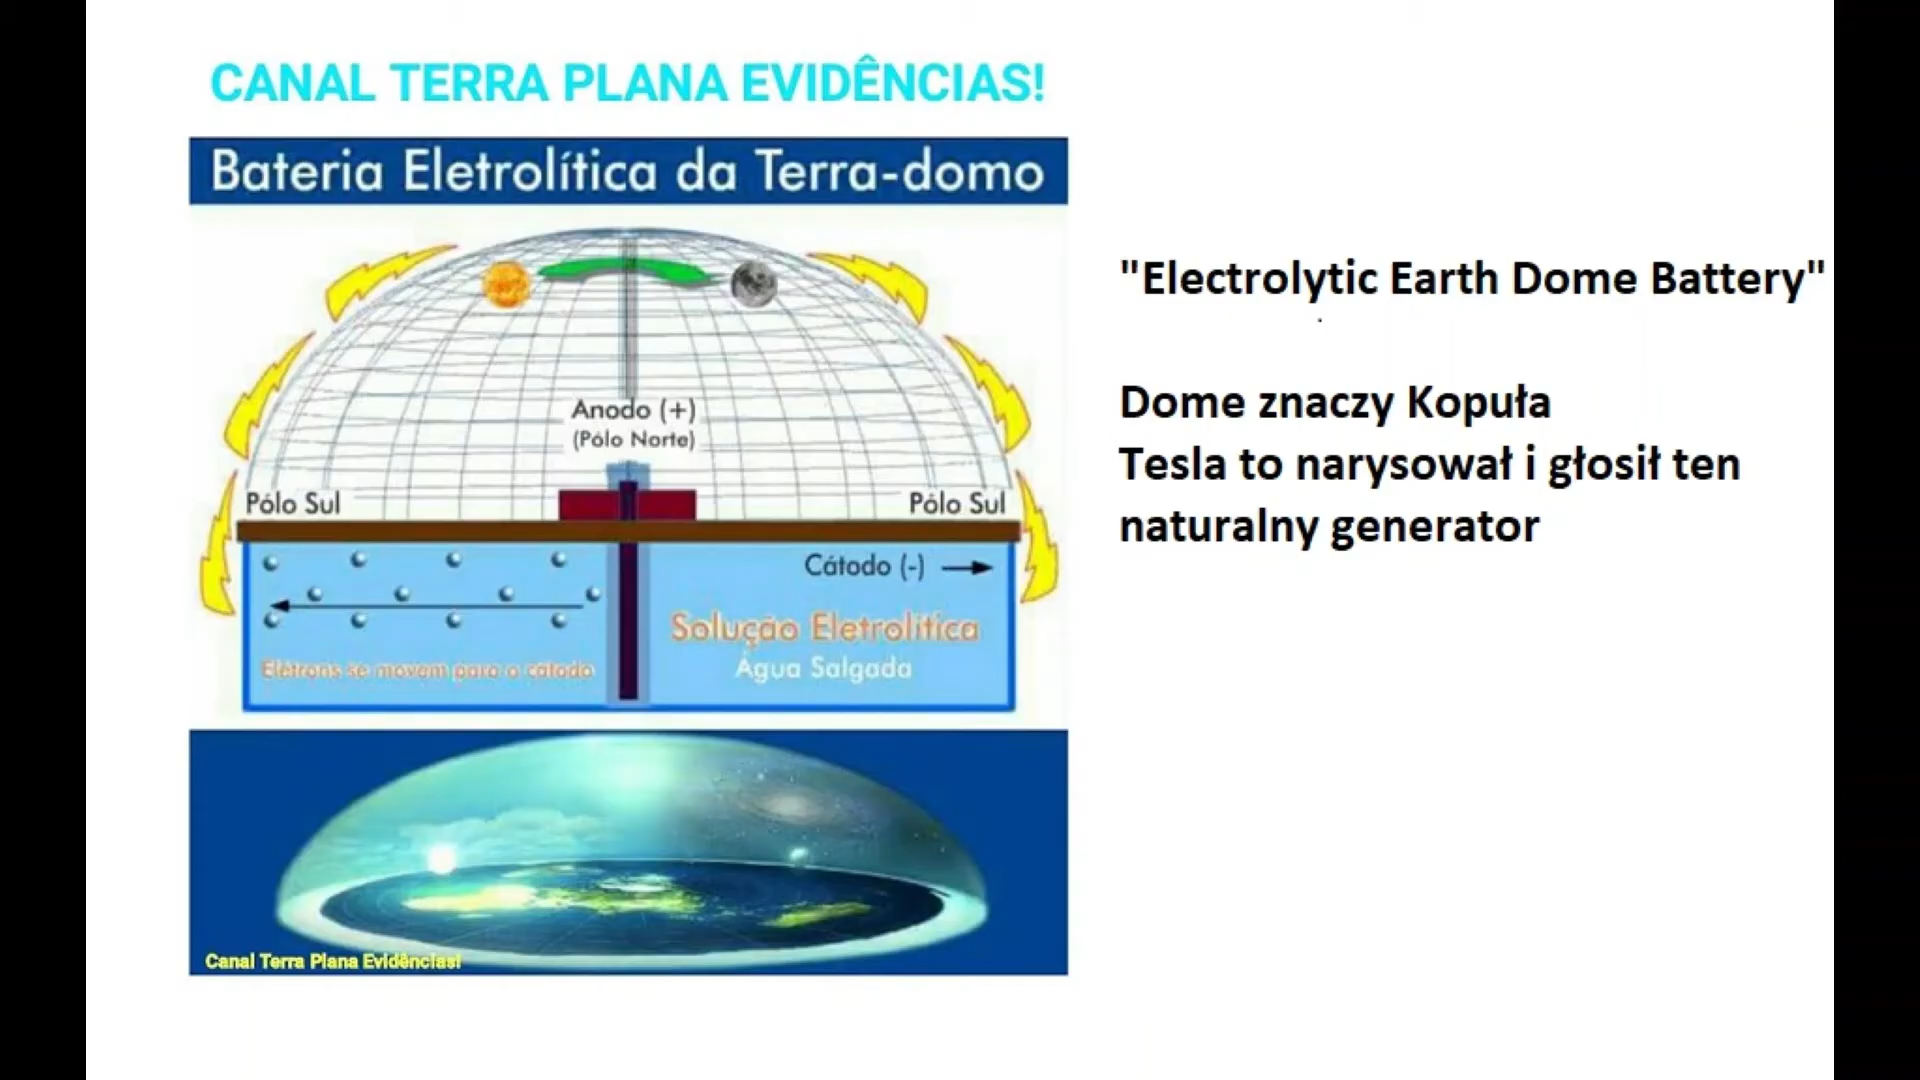 CANAL TERRA PLANA EVIDÊNCIAS!
Bateria Eletrolítica da Terra-domo
Anodo (+)
(Pólo Norte)
Pólo Sul
Pólo Sul
Cátodo (-)
Solução Eletrolítica
Água Salgada
Elétrons se movem para o cátodo
Canal Terra Plana Evidências!
"Electrolytic Earth Dome Battery"
Dome znaczy Kopuła
Tesla to narysował i głosił ten
naturalny generator